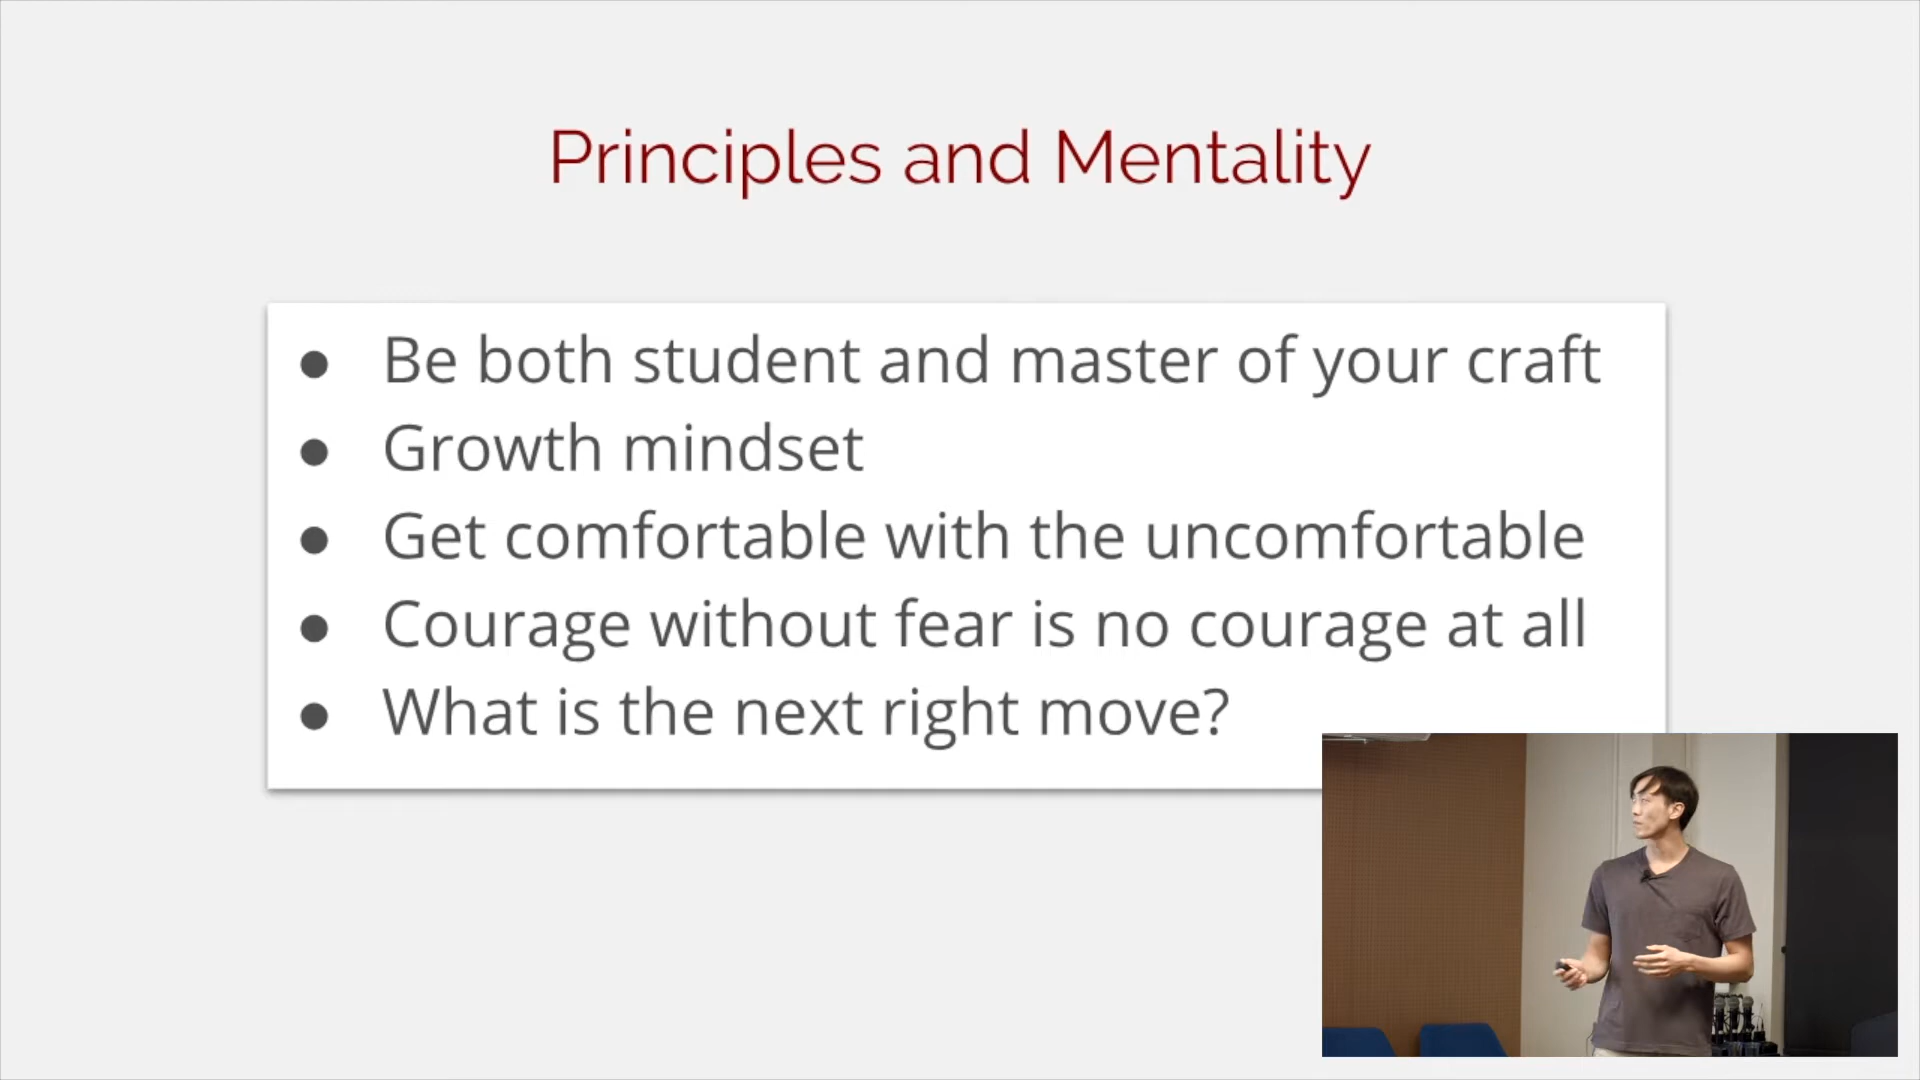 Principles and Mentality
● Be both student and master of your craft
● Growth mindset
● Get comfortable with the uncomfortable
● Courage without fear is no courage at all
● What is the next right move?